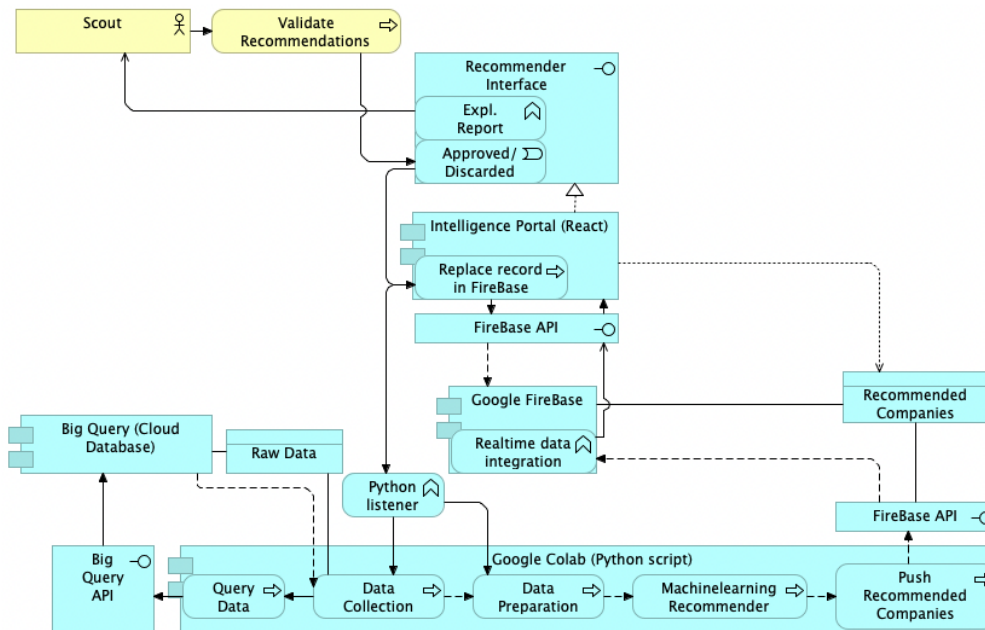 Scout
Validate
Recommendations
Recommender
Interface
Expl.
Report
Approved/
Discarded
Intelligence Portal (React)
Replace record
in FireBase
FireBase API
Google FireBase
Recommended
Companies
Big Query (Cloud
Database)
Raw Data
Realtime data
integration
Python
listener
FireBase API
Big
Query
API
Google Colab (Python script)
Query
Data
Data
Collection
Data
Preparation
Machinelearning
Recommender
Push
Recommended
Companies